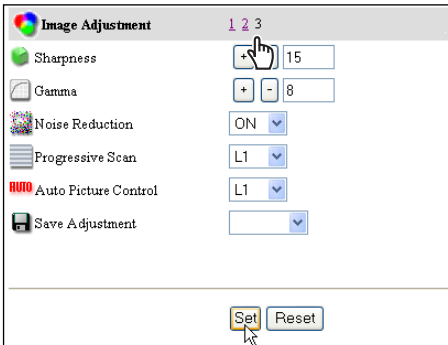 Image Adjustment 1 2 3
Sharpness + 15
Gamma + - 8
Noise Reduction ON
Progressive Scan L1
AUTO Auto Picture Control L1
Save Adjustment
Set Reset